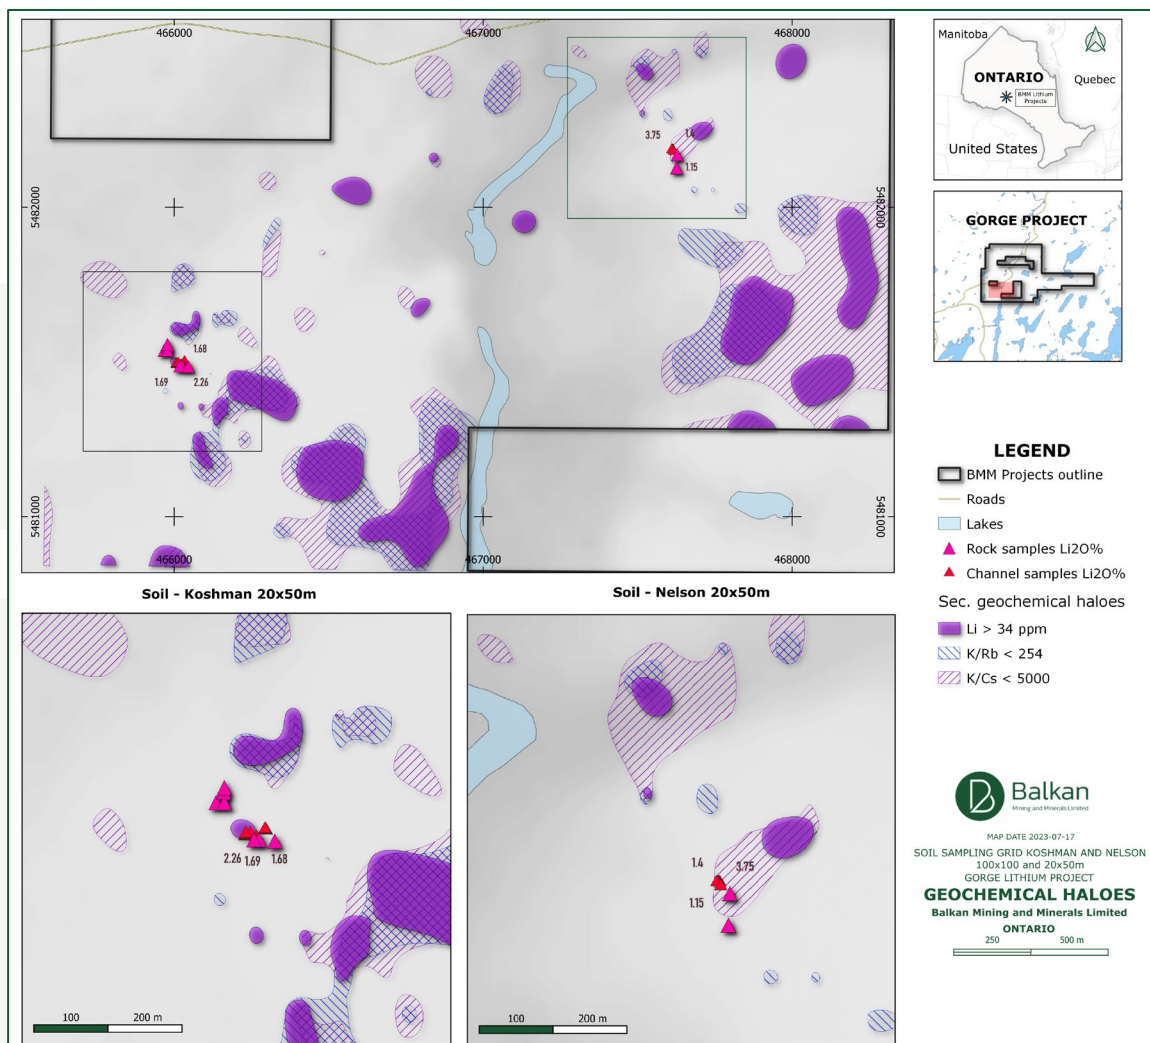 466000
467000
468000
3.75
1.4
1.15
5482000
5482000
1.68
1.69
2.26
5481000
5481000
466000
467000
468000
Soil - Koshman 20x50m
Soil - Nelson 20x50m
2.26
1.69
1.68
100
200 m
1.4
3.75
1.15
100
200 m
Manitoba
ONTARIO
Quebec
BMM Lithium
Projects
United States
GORGE PROJECT
LEGEND
BMM Projects outline
Roads
Lakes
Rock samples Li2O%
Channel samples Li2O%
Sec. geochemical haloes
Li > 34 ppm
K/Rb < 254
K/Cs < 5000
Balkan
Mining and Minerals Limited
MAP DATE 2023-07-17
SOIL SAMPLING GRID KOSHMAN AND NELSON
100x100 and 20x50m
GORGE LITHIUM PROJECT
GEOCHEMICAL HALOES
Balkan Mining and Minerals Limited
ONTARIO
250
500 m